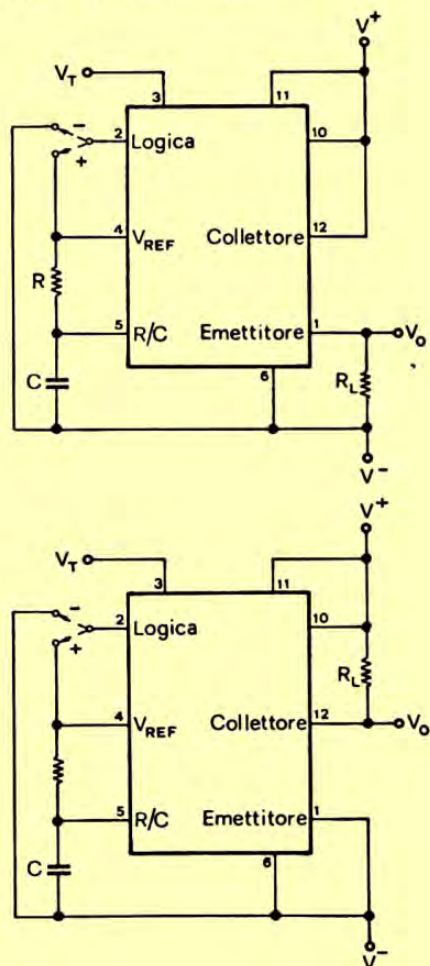 V+
VT
3
11
−
2 Logica
10
+
4 VREF
Collettore 12
R
5 R/C
Emettitore 1
Vo
C
6
RL
V−
V+
VT
3
11
−
2 Logica
10
+
RL
4 VREF
Collettore 12
Vo
5 R/C
Emettitore 1
C
6
V−